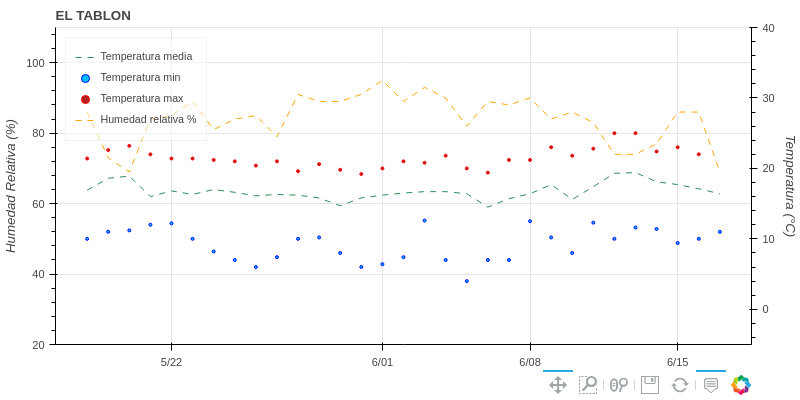 EL TABLON
Temperatura media
Temperatura min
Temperatura max
Humedad relativa %
Humedad Relativa (%)
100
80
60
40
20
Temperatura (°C)
40
30
20
10
0
5/22
6/01
6/08
6/15